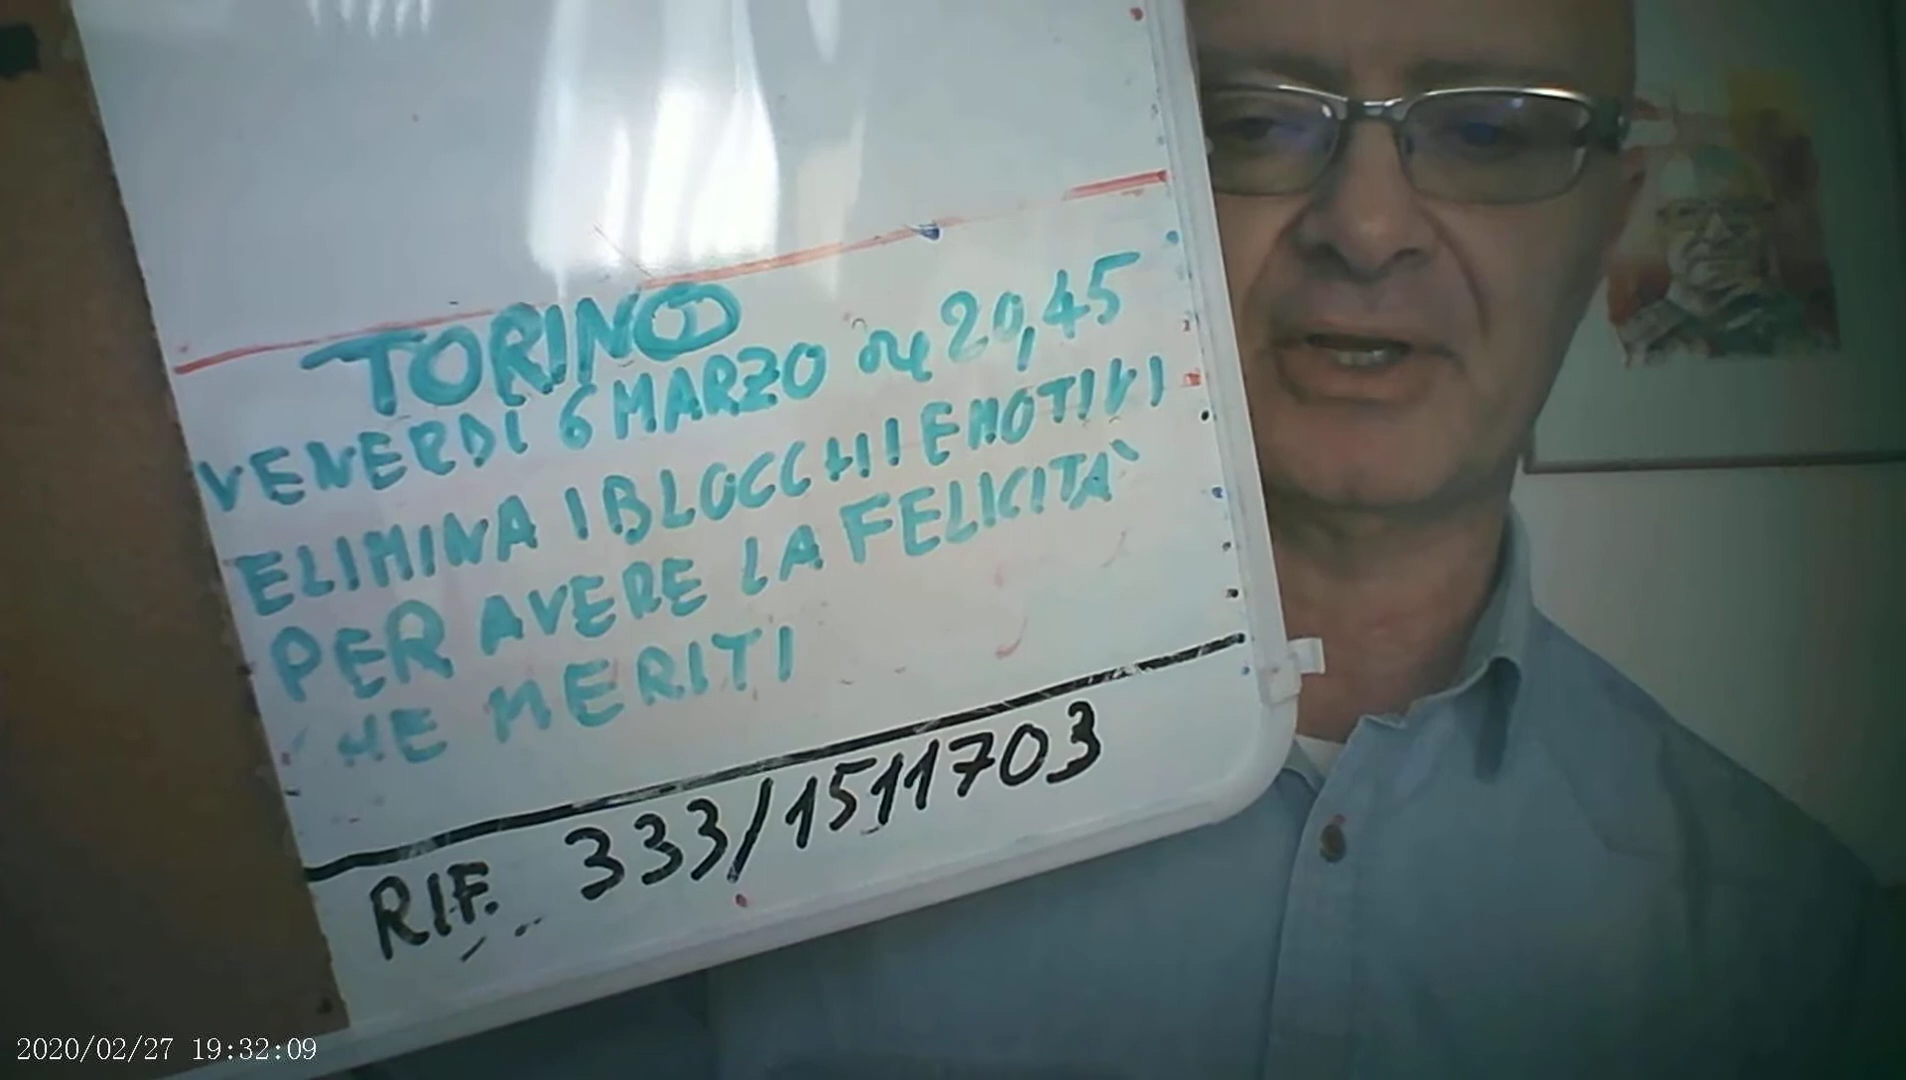 TORINO
VENERDÌ 6 MARZO ore 20,45
ELIMINA I BLOCCHI EMOTIVI
PER AVERE LA FELICITÀ
CHE MERITI
RIF. 333/1511703
2020/02/27 19:32:09